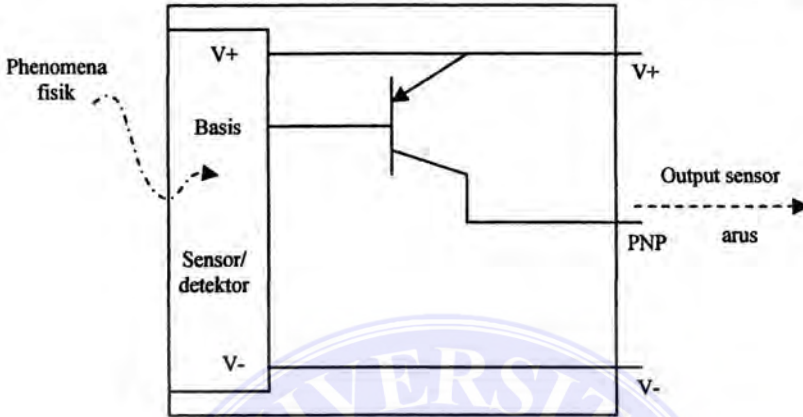 V+
V+
Phenomena
fisik
Basis
Output sensor
arus
PNP
Sensor/
detektor
V-
V-